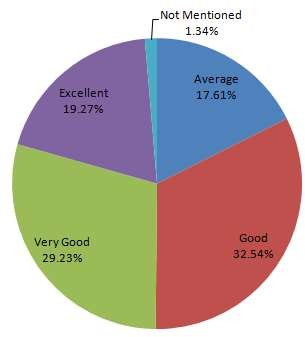 Not Mentioned
1.34%
Average
17.61%
Excellent
19.27%
Good
32.54%
Very Good
29.23%